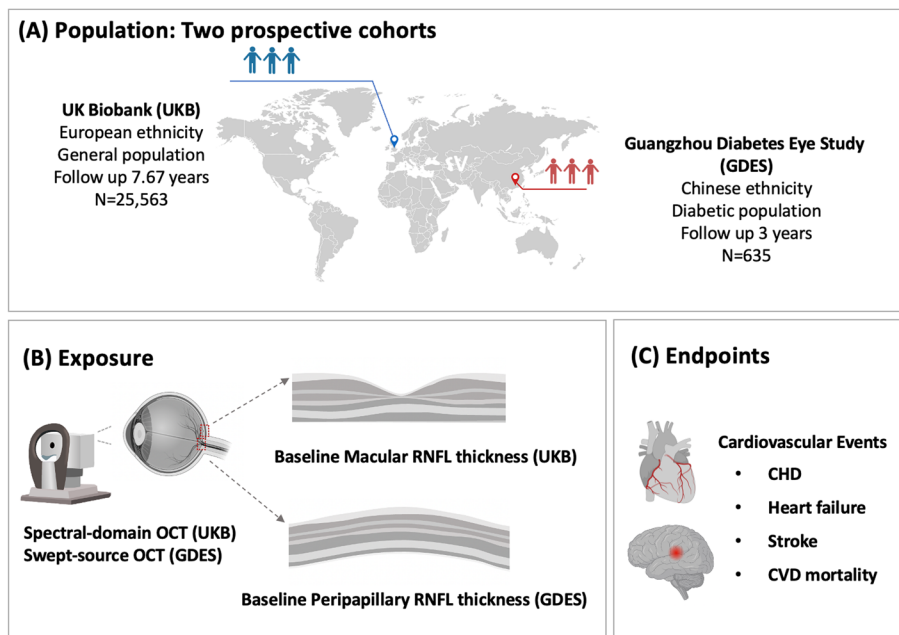 (A) Population: Two prospective cohorts
UK Biobank (UKB)
European ethnicity
General population
Follow up 7.67 years
N=25,563
Guangzhou Diabetes Eye Study
(GDES)
Chinese ethnicity
Diabetic population
Follow up 3 years
N=635
(B) Exposure
Baseline Macular RNFL thickness (UKB)
Spectral-domain OCT (UKB)
Swept-source OCT (GDES)
Baseline Peripapillary RNFL thickness (GDES)
(C) Endpoints
Cardiovascular Events
• CHD
• Heart failure
• Stroke
• CVD mortality